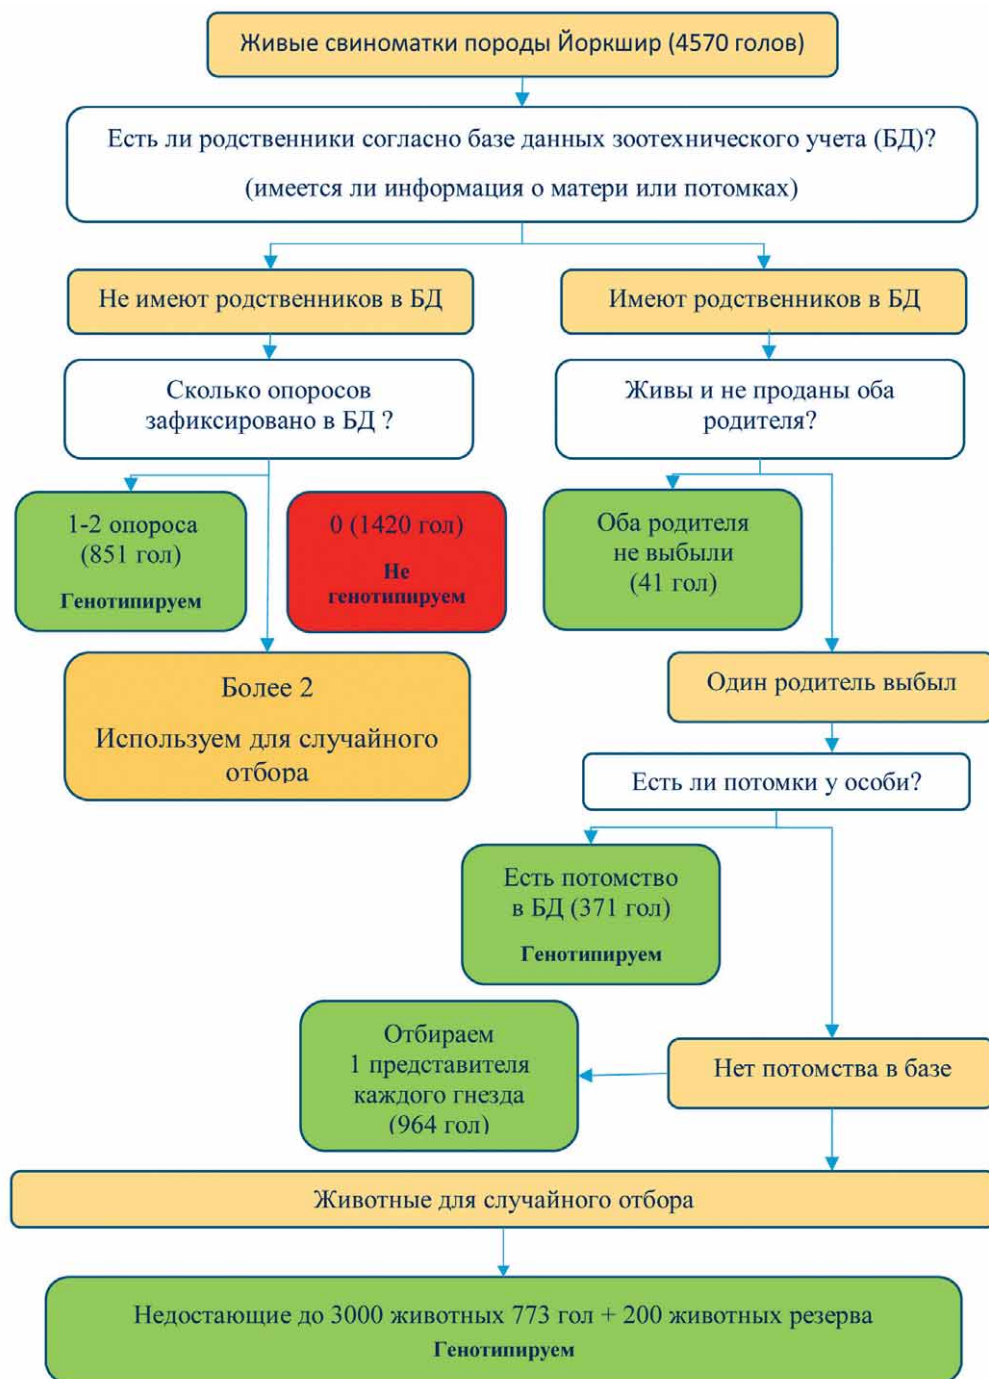 Живые свиноматки породы Йоркшир (4570 голов)
Есть ли родственники согласно базе данных зоотехнического учета (БД)?
(имеется ли информация о матери или потомках)
Не имеют родственников в БД
Имеют родственников в БД
Сколько опоросов
зафиксировано в БД ?
Живы и не проданы оба
родителя?
1-2 опороса
(851 гол)
Генотипируем
0 (1420 гол)
Не
генотипируем
Оба родителя
не выбыли
(41 гол)
Более 2
Используем для случайного
отбора
Один родитель выбыл
Есть ли потомки у особи?
Есть потомство
в БД (371 гол)
Генотипируем
Отбираем
1 представителя
каждого гнезда
(964 гол)
Нет потомства в базе
Животные для случайного отбора
Недостающие до 3000 животных 773 гол + 200 животных резерва
Генотипируем